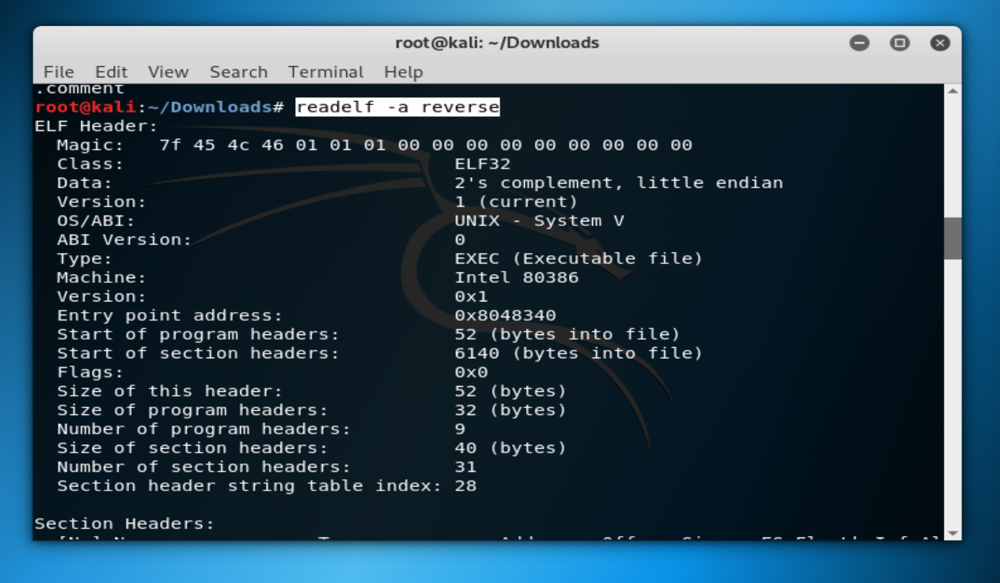 root@kali: ~/Downloads
File Edit View Search Terminal Help
.comment
root@kali:~/Downloads# readelf -a reverse
ELF Header:
  Magic:   7f 45 4c 46 01 01 01 00 00 00 00 00 00 00 00 00
  Class:                             ELF32
  Data:                              2's complement, little endian
  Version:                           1 (current)
  OS/ABI:                            UNIX - System V
  ABI Version:                       0
  Type:                              EXEC (Executable file)
  Machine:                           Intel 80386
  Version:                           0x1
  Entry point address:               0x8048340
  Start of program headers:          52 (bytes into file)
  Start of section headers:          6140 (bytes into file)
  Flags:                             0x0
  Size of this header:               52 (bytes)
  Size of program headers:           32 (bytes)
  Number of program headers:         9
  Size of section headers:           40 (bytes)
  Number of section headers:         31
  Section header string table index: 28
Section Headers: